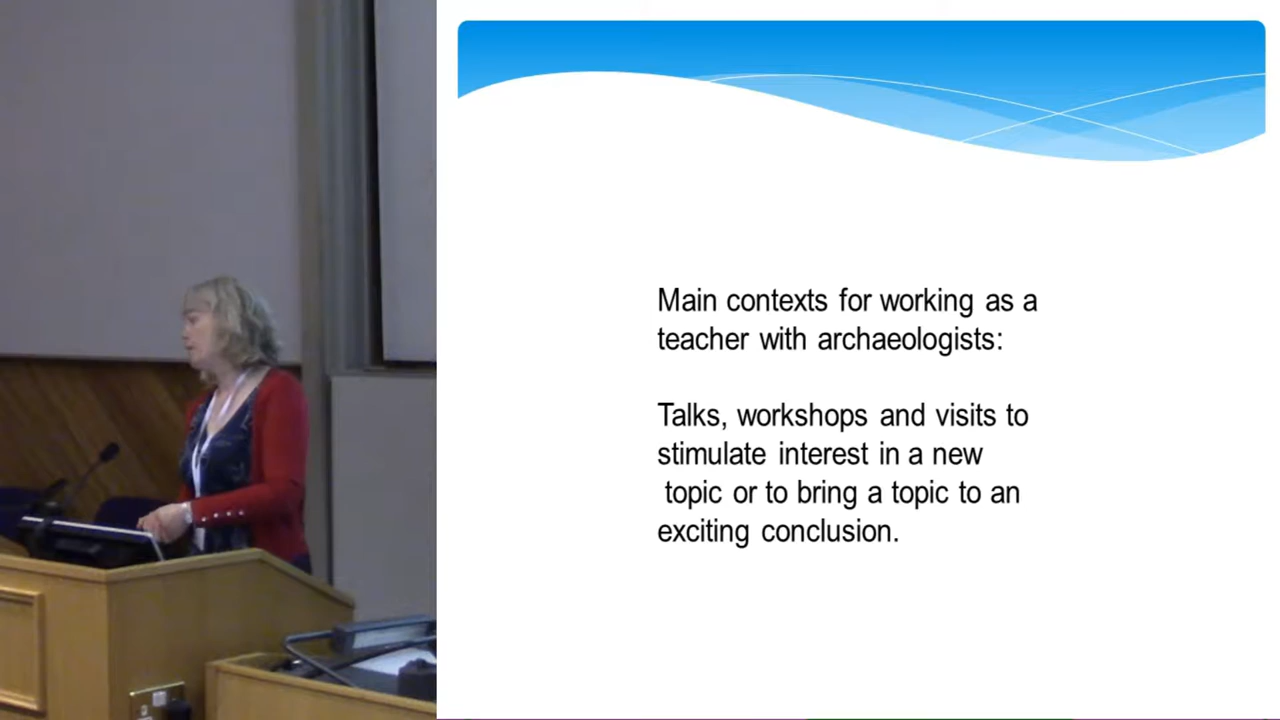 Main contexts for working as a
teacher with archaeologists:
Talks, workshops and visits to
stimulate interest in a new
topic or to bring a topic to an
exciting conclusion.